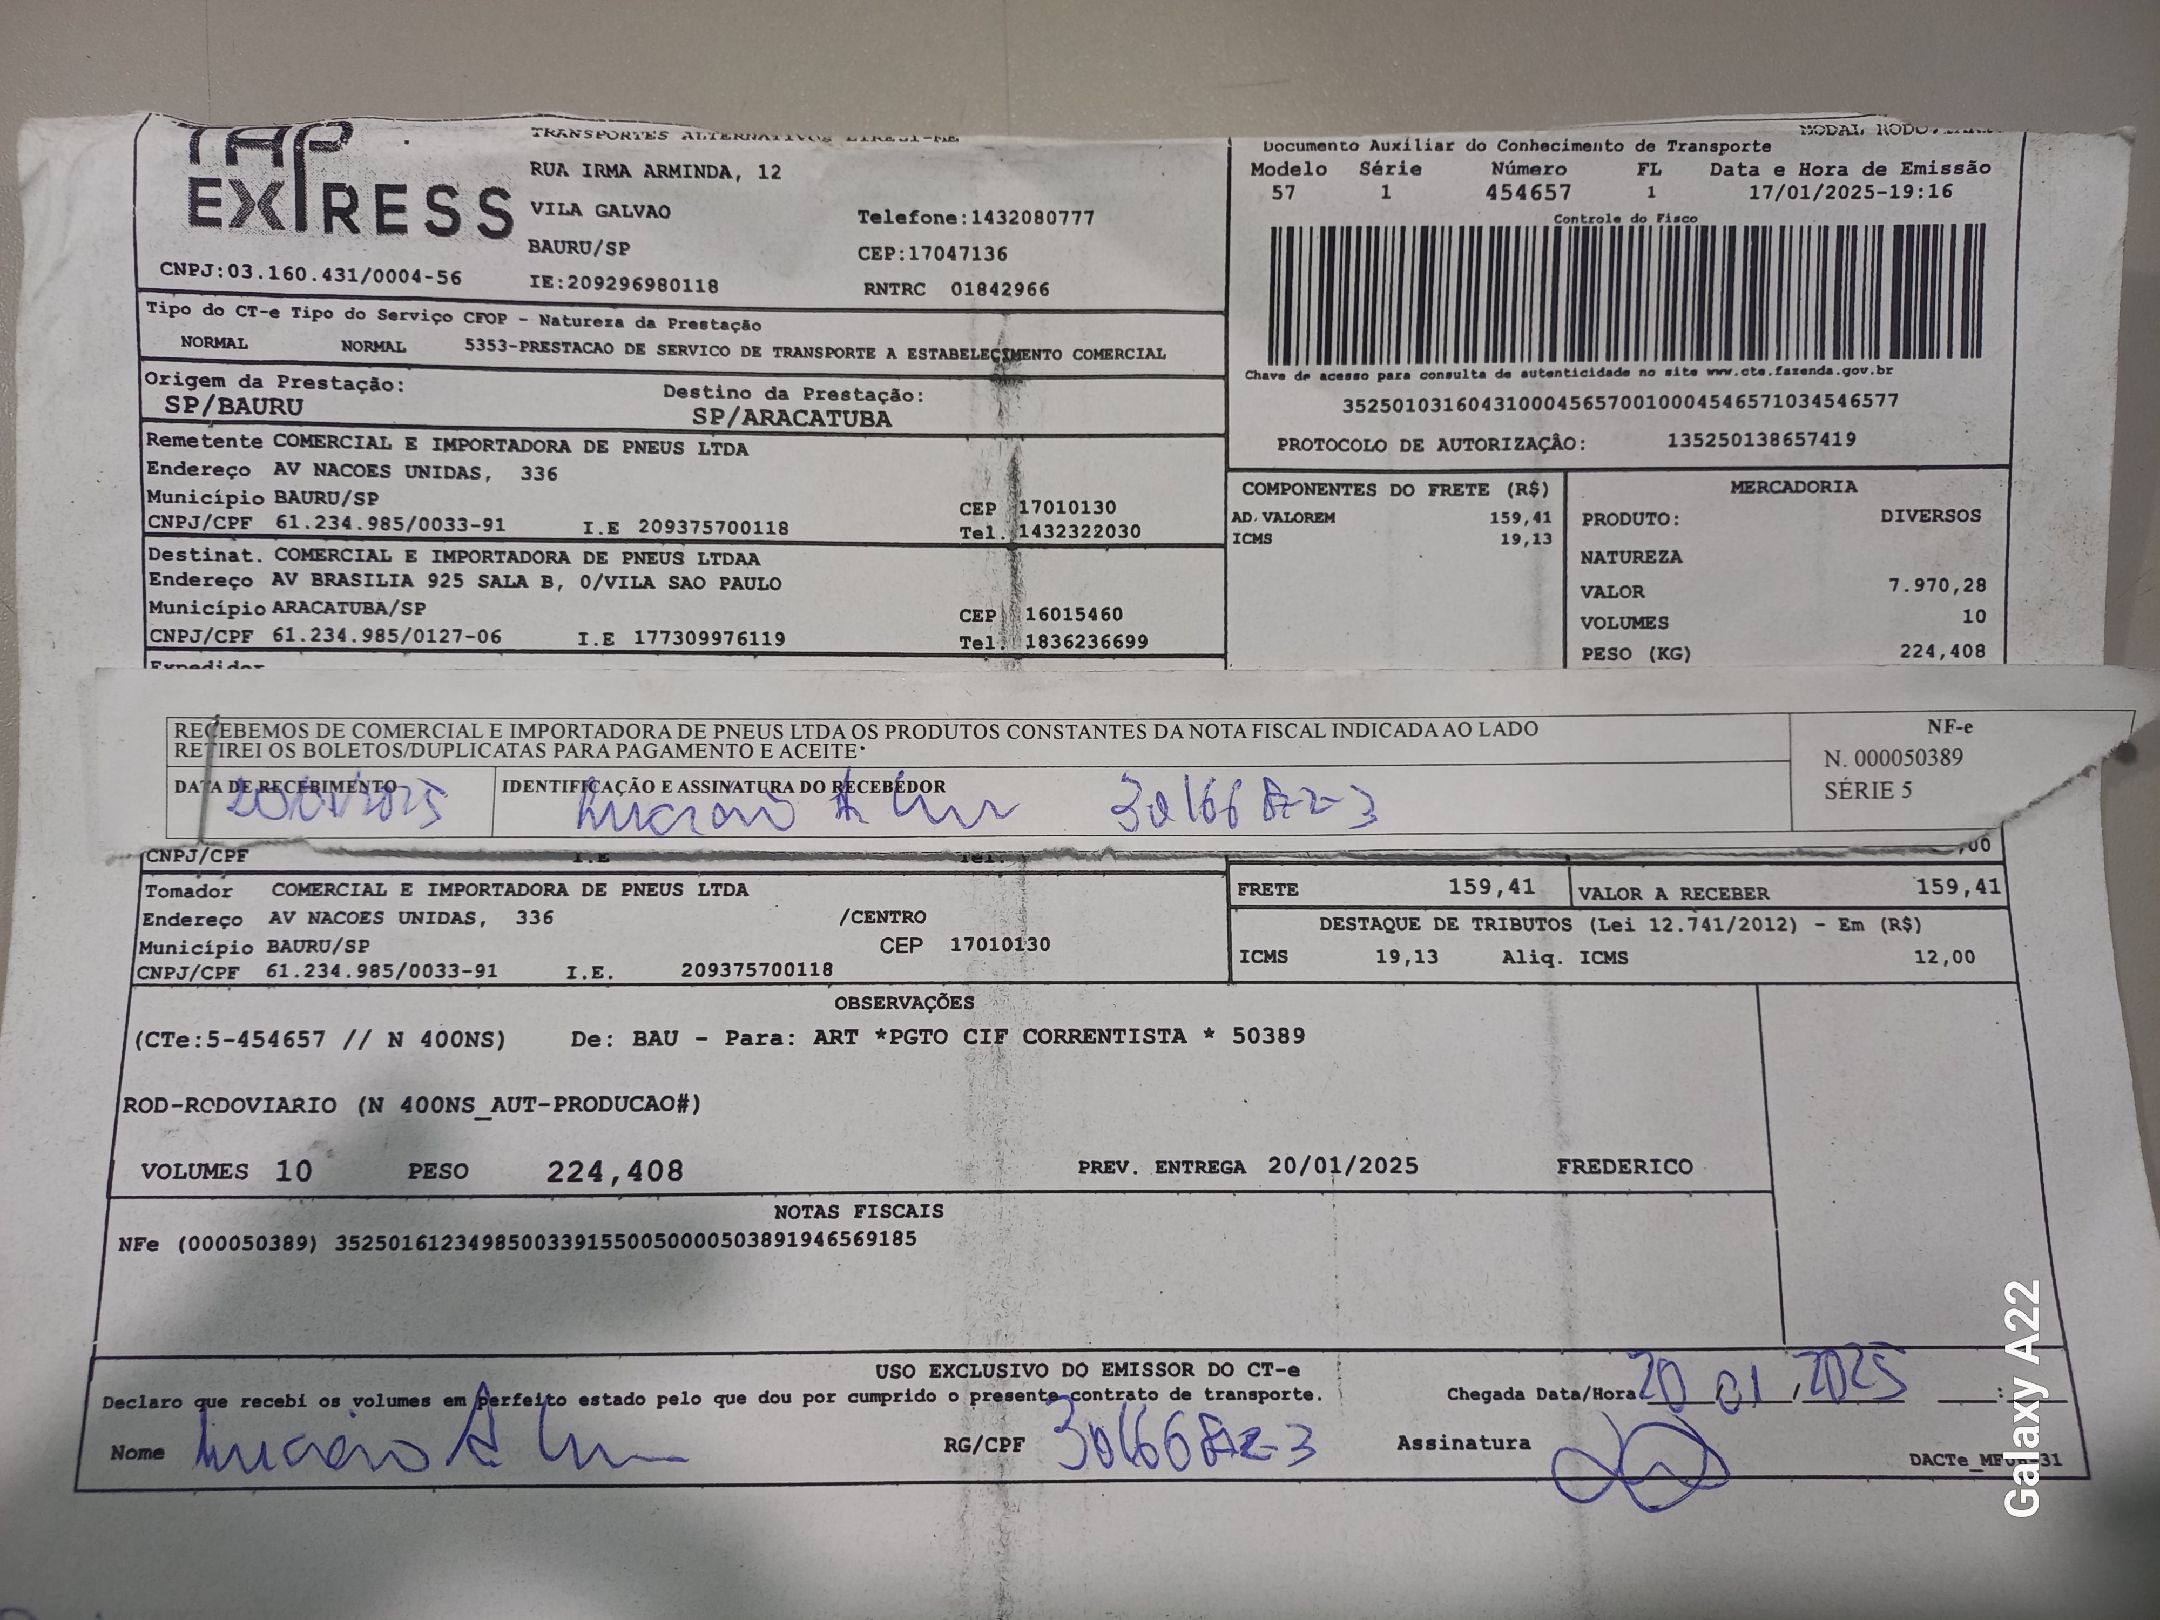 TAP
EXPRESS
CNPJ:03.160.431/0004-56
TRANSPORTES ALTERNATIVOS
RUA IRMA ARMINDA, 12
VILA GALVAO
Telefone:1432080777
BAURU/SP
CEP:17047136
IE:209296980118
RNTRC 01842966
Documento Auxiliar do Conhecimento de Transporte
Modelo Série Número FL Data e Hora de Emissão
57 1 454657 1 17/01/2025-19:16
Controle do Fisco
Chave de acesso para consulta de autenticidade no site www.cte.fazenda.gov.br
35250103160431000456570010004546571034546577
PROTOCOLO DE AUTORIZAÇÃO: 135250138657419
Tipo do CT-e Tipo do Serviço CFOP - Natureza da Prestação
NORMAL NORMAL 5353-PRESTACAO DE SERVICO DE TRANSPORTE A ESTABELECIMENTO COMERCIAL
Origem da Prestação: Destino da Prestação:
SP/BAURU SP/ARACATUBA
Remetente COMERCIAL E IMPORTADORA DE PNEUS LTDA
Endereço AV NACOES UNIDAS, 336
Município BAURU/SP CEP 17010130
CNPJ/CPF 61.234.985/0033-91 I.E 209375700118 Tel. 1432322030
Destinat. COMERCIAL E IMPORTADORA DE PNEUS LTDAA
Endereço AV BRASILIA 925 SALA B, 0/VILA SAO PAULO
Município ARACATUBA/SP CEP 16015460
CNPJ/CPF 61.234.985/0127-06 I.E 177309976119 Tel. 1836236699
Expedidor
COMPONENTES DO FRETE (R$)
AD.VALOREM 159,41
ICMS 19,13
MERCADORIA
PRODUTO: DIVERSOS
NATUREZA
VALOR 7.970,28
VOLUMES 10
PESO (KG) 224,408
RECEBEMOS DE COMERCIAL E IMPORTADORA DE PNEUS LTDA OS PRODUTOS CONSTANTES DA NOTA FISCAL INDICADA AO LADO
RETIREI OS BOLETOS/DUPLICATAS PARA PAGAMENTO E ACEITE
DATA DE RECEBIMENTO IDENTIFICAÇÃO E ASSINATURA DO RECEBEDOR
20/01/2025 Luciano A
NF-e
N. 000050389
SÉRIE 5
CNPJ/CPF I.E Tel. ,00
Tomador COMERCIAL E IMPORTADORA DE PNEUS LTDA
Endereço AV NACOES UNIDAS, 336 /CENTRO
Município BAURU/SP CEP 17010130
CNPJ/CPF 61.234.985/0033-91 I.E. 209375700118
FRETE 159,41 VALOR A RECEBER 159,41
DESTAQUE DE TRIBUTOS (Lei 12.741/2012) - Em (R$)
ICMS 19,13 Aliq. ICMS 12,00
OBSERVAÇÕES
(CTe:5-454657 // N 400NS) De: BAU - Para: ART *PGTO CIF CORRENTISTA * 50389
ROD-RODOVIARIO (N 400NS_AUT-PRODUCAO#)
VOLUMES 10 PESO 224,408 PREV. ENTREGA 20/01/2025 FREDERICO
NOTAS FISCAIS
NFe (000050389) 35250161234985003391550050000503891946569185
USO EXCLUSIVO DO EMISSOR DO CT-e
Declaro que recebi os volumes em perfeito estado pelo que dou por cumprido o presente contrato de transporte. Chegada Data/Hora 20 01 / 2025 :
Nome Luciano A RG/CPF Assinatura
DACTe
Galaxy A22